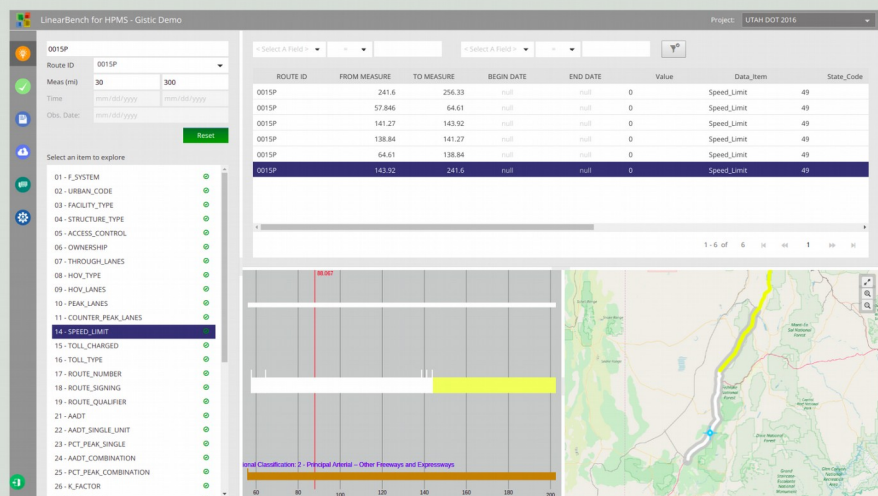 LinearBench for HPMS - Gistic Demo
Project: UTAH DOT 2016
0015P
Route ID 0015P
Meas (mi) 30 300
Time mm/dd/yyyy mm/dd/yyyy
Obs. Date: mm/dd/yyyy
Reset
Select an item to explore
01 - F_SYSTEM
02 - URBAN_CODE
03 - FACILITY_TYPE
04 - STRUCTURE_TYPE
05 - ACCESS_CONTROL
06 - OWNERSHIP
07 - THROUGH_LANES
08 - HOV_TYPE
09 - HOV_LANES
10 - PEAK_LANES
11 - COUNTER_PEAK_LANES
14 - SPEED_LIMIT
15 - TOLL_CHARGED
16 - TOLL_TYPE
17 - ROUTE_NUMBER
18 - ROUTE_SIGNING
19 - ROUTE_QUALIFIER
21 - AADT
22 - AADT_SINGLE_UNIT
23 - PCT_PEAK_SINGLE
24 - AADT_COMBINATION
25 - PCT_PEAK_COMBINATION
26 - K_FACTOR
< Select A Field > = < Select A Field > =
ROUTE ID FROM MEASURE TO MEASURE BEGIN DATE END DATE Value Data_Item State_Code
0015P 241.6 256.33 null null 0 Speed_Limit 49
0015P 57.846 64.61 null null 0 Speed_Limit 49
0015P 141.27 143.92 null null 0 Speed_Limit 49
0015P 138.84 141.27 null null 0 Speed_Limit 49
0015P 64.61 138.84 null null 0 Speed_Limit 49
0015P 143.92 241.6 null null 0 Speed_Limit 49
1 - 6 of 6 1
88.067
ional Classification: 2 - Principal Arterial – Other Freeways and Expressways
60 80 100 120 140 160 180 200